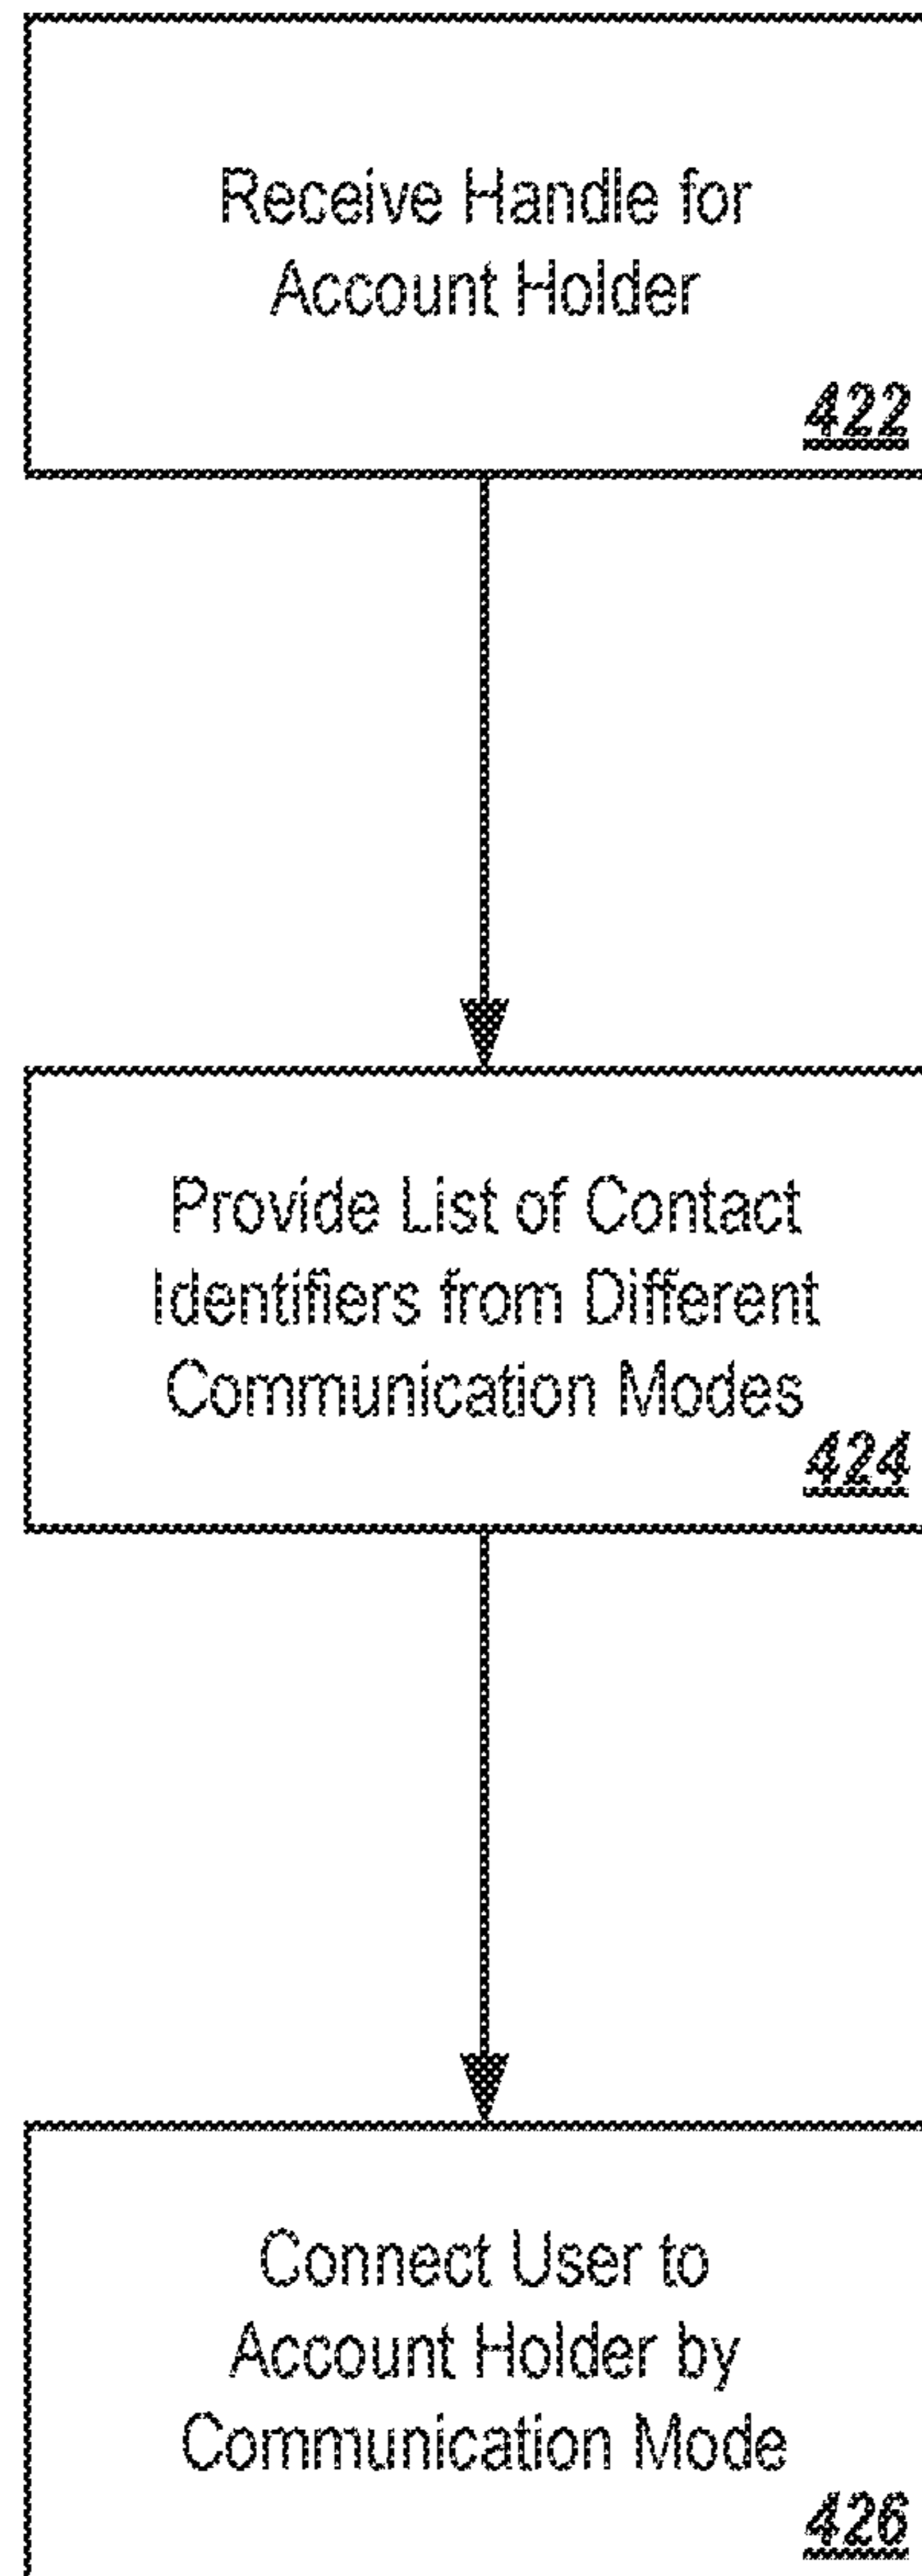 Receive Handle for
Account Holder
422
Provide List of Contact
Identifiers from Different
Communication Modes
424
Connect User to
Account Holder by
Communication Mode
426